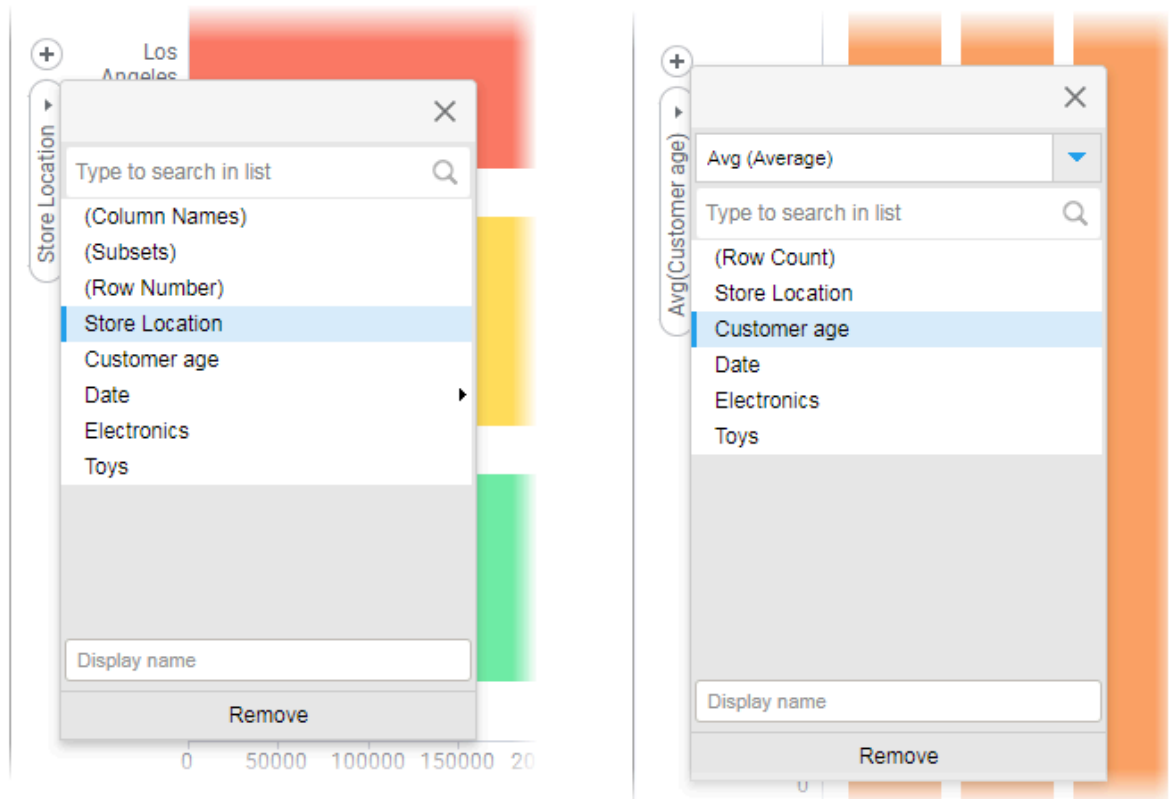 Los
Angeles
Store Location
Type to search in list
(Column Names)
(Subsets)
(Row Number)
Store Location
Customer age
Date
Electronics
Toys
Display name
Remove
0 50000 100000 150000 20
Avg(Customer age)
Avg (Average)
Type to search in list
(Row Count)
Store Location
Customer age
Date
Electronics
Toys
Display name
Remove
0